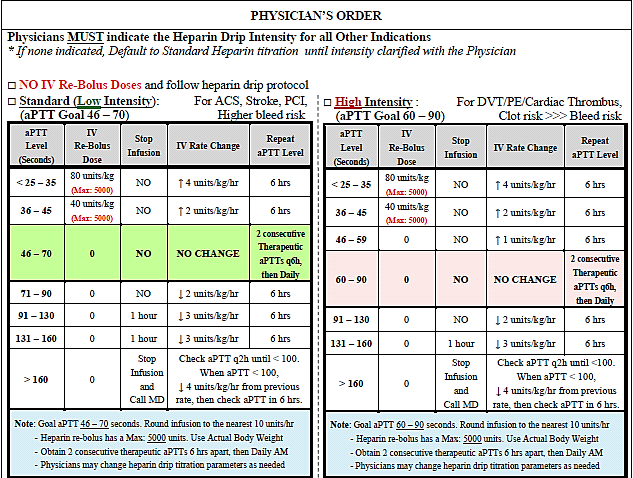 PHYSICIAN'S ORDER
Physicians MUST indicate the Heparin Drip Intensity for all Other Indications
* If none indicated, Default to Standard Heparin titration until intensity clarified with the Physician
□ NO IV Re-Bolus Doses and follow heparin drip protocol
□ Standard (Low Intensity): For ACS, Stroke, PCI,
(aPTT Goal 46 – 70) Higher bleed risk
aPTT Level (Seconds) IV Re-Bolus Dose Stop Infusion IV Rate Change Repeat aPTT Level
< 25 – 35 80 units/kg (Max: 5000) NO ↑ 4 units/kg/hr 6 hrs
36 – 45 40 units/kg (Max: 5000) NO ↑ 2 units/kg/hr 6 hrs
46 – 70 0 NO NO CHANGE 2 consecutive Therapeutic aPTTs q6h, then Daily
71 – 90 0 NO ↓ 2 units/kg/hr 6 hrs
91 – 130 0 1 hour ↓ 3 units/kg/hr 6 hrs
131 – 160 0 1 hour ↓ 3 units/kg/hr 6 hrs
> 160 0 Stop Infusion and Call MD Check aPTT q2h until < 100. When aPTT < 100, ↓ 4 units/kg/hr from previous rate, then check aPTT in 6 hrs.
Note: Goal aPTT 46 – 70 seconds. Round infusion to the nearest 10 units/hr
- Heparin re-bolus has a Max: 5000 units. Use Actual Body Weight
- Obtain 2 consecutive therapeutic aPTTs 6 hrs apart, then Daily AM
- Physicians may change heparin drip titration parameters as needed
□ High Intensity : For DVT/PE/Cardiac Thrombus,
(aPTT Goal 60 – 90) Clot risk >>> Bleed risk
aPTT Level (Seconds) IV Re-Bolus Dose Stop Infusion IV Rate Change Repeat aPTT Level
< 25 – 35 80 units/kg (Max: 5000) NO ↑ 4 units/kg/hr 6 hrs
36 – 45 40 units/kg (Max: 5000) NO ↑ 2 units/kg/hr 6 hrs
46 – 59 0 NO ↑ 1 units/kg/hr 6 hrs
60 – 90 0 NO NO CHANGE 2 consecutive Therapeutic aPTTs q6h, then Daily
91 – 130 0 NO ↓ 2 units/kg/hr 6 hrs
131 – 160 0 1 hour ↓ 3 units/kg/hr 6 hrs
> 160 0 Stop Infusion and Call MD Check aPTT q2h until <100. When aPTT < 100, ↓ 4 units/kg/hr from previous rate, then check aPTT in 6 hrs.
Note: Goal aPTT 60 – 90 seconds. Round infusion to the nearest 10 units/hr
- Heparin re-bolus has a Max: 5000 units. Use Actual Body Weight
- Obtain 2 consecutive therapeutic aPTTs 6 hrs apart, then Daily AM
- Physicians may change heparin drip titration parameters as needed